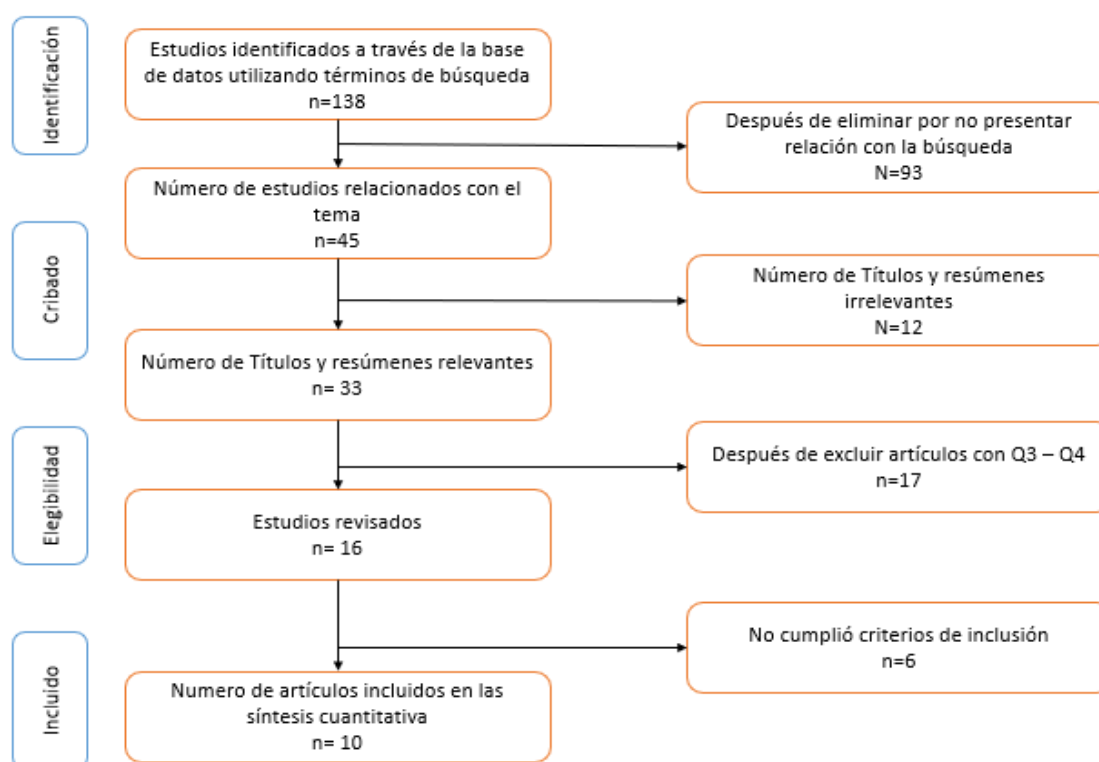 Identificación
Estudios identificados a través de la base
de datos utilizando términos de búsqueda
n=138
Después de eliminar por no presentar
relación con la búsqueda
N=93
Número de estudios relacionados con el
tema
n=45
Cribado
Número de Títulos y resúmenes
irrelevantes
N=12
Número de Títulos y resúmenes relevantes
n= 33
Elegibilidad
Después de excluir artículos con Q3 – Q4
n=17
Estudios revisados
n= 16
Incluido
No cumplió criterios de inclusión
n=6
Numero de artículos incluidos en las
síntesis cuantitativa
n= 10